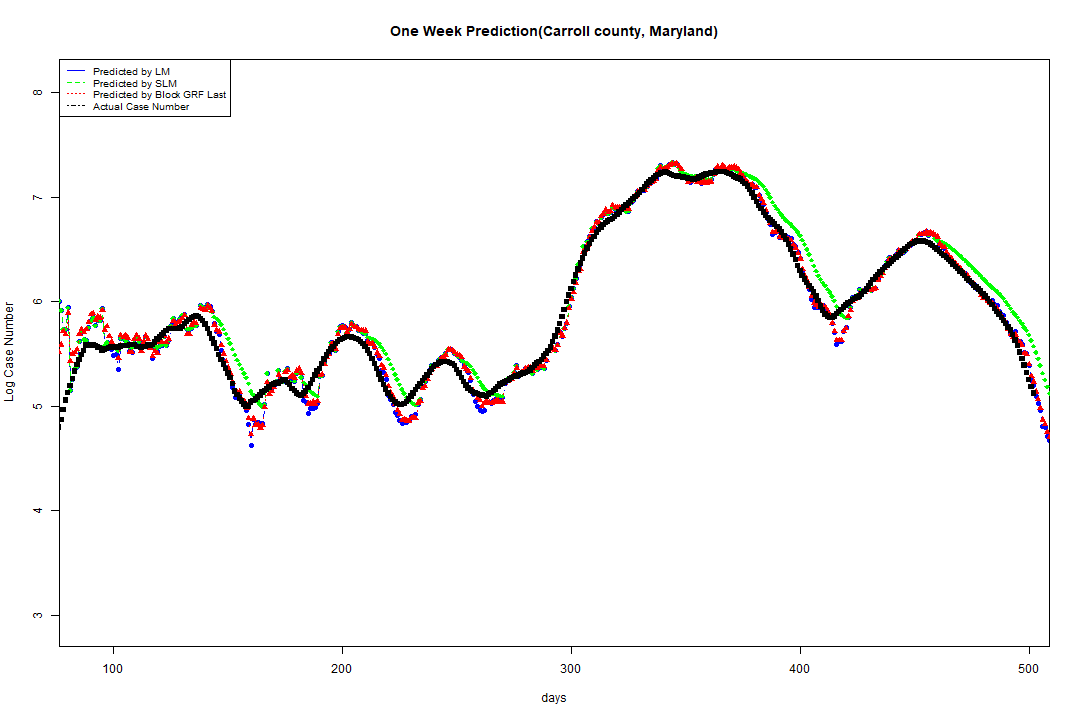 One Week Prediction(Carroll county, Maryland)
Predicted by LM
Predicted by SLM
Predicted by Block GRF Last
Actual Case Number
8
7
6
5
4
3
Log Case Number
100 200 300 400 500
days